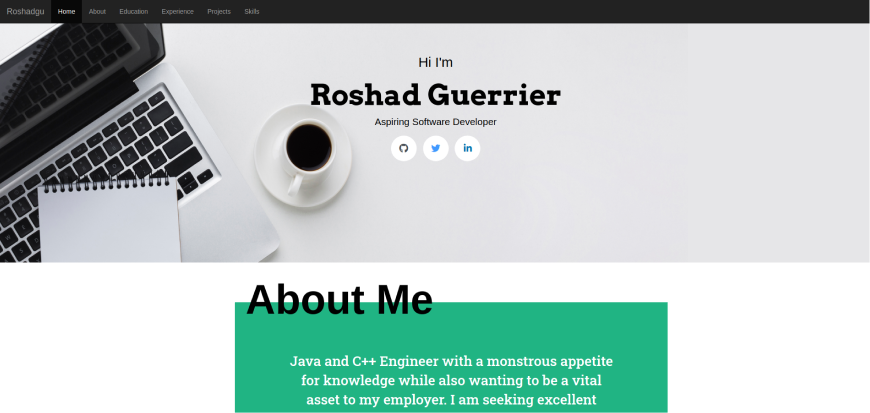 Roshadgu Home About Education Experience Projects Skills
Hi I'm
Roshad Guerrier
Aspiring Software Developer
in
About Me
Java and C++ Engineer with a monstrous appetite
for knowledge while also wanting to be a vital
asset to my employer. I am seeking excellent